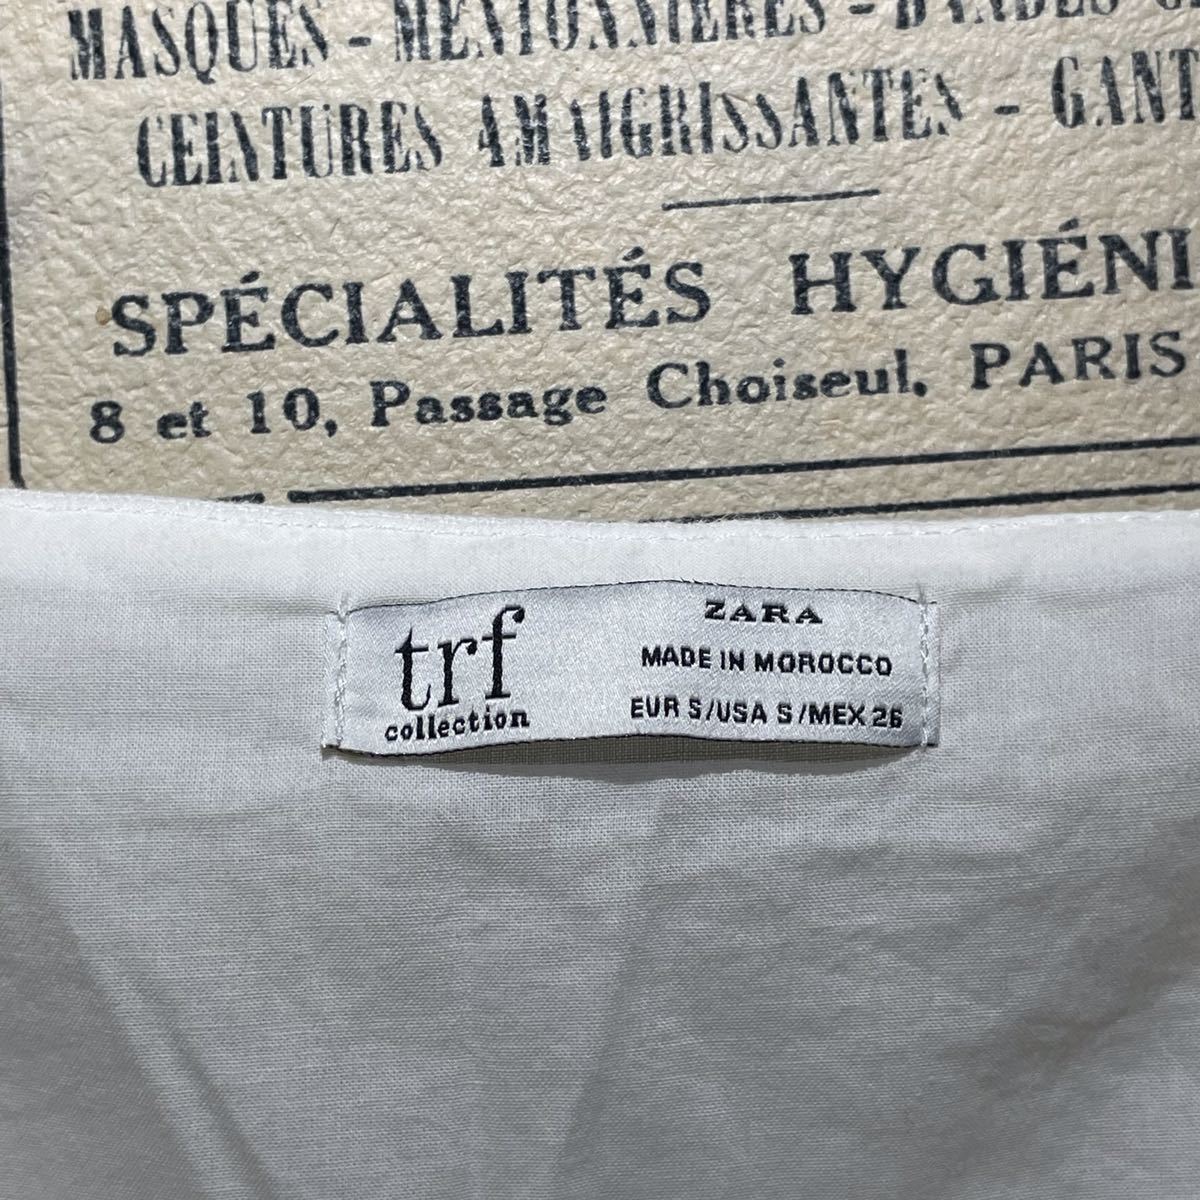 MASQUES - MENTONNIÈRES - BANDES
CEINTURES AMAIGRISSANTES - GANT
SPÉCIALITÉS HYGIÉNI
8 et 10, Passage Choiseul, PARIS
trf
collection
ZARA
MADE IN MOROCCO
EUR S/USA S/MEX 26